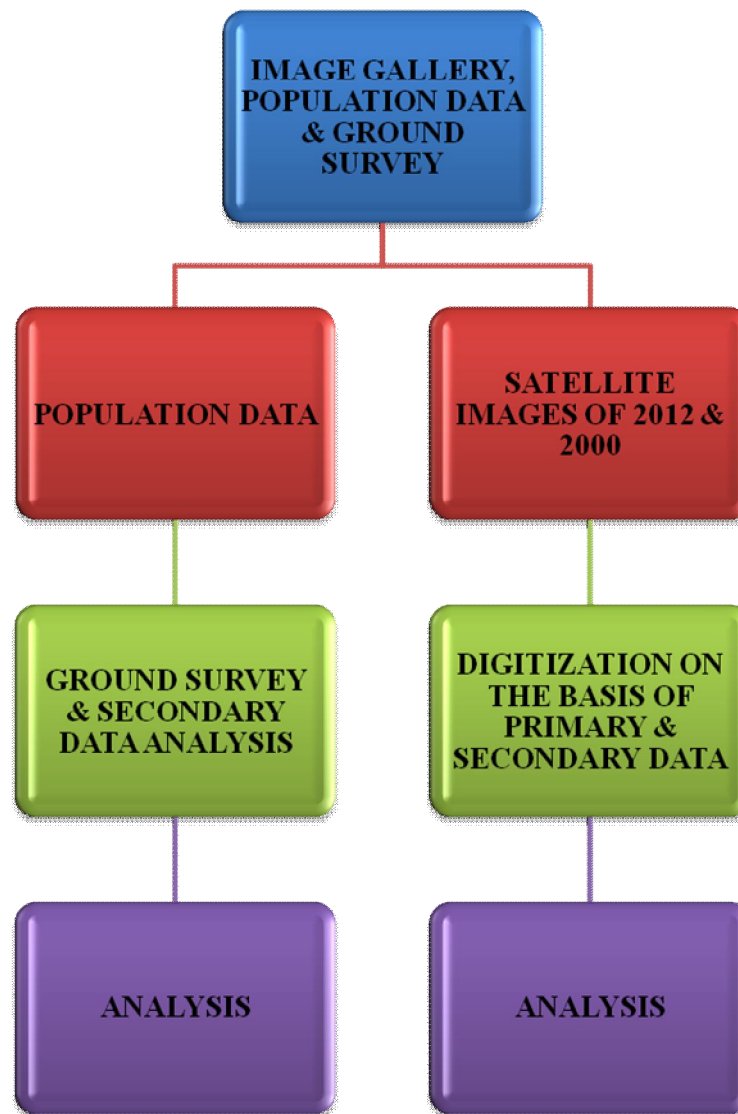 IMAGE GALLERY,
POPULATION DATA
& GROUND
SURVEY
POPULATION DATA
SATELLITE
IMAGES OF 2012 &
2000
GROUND SURVEY
& SECONDARY
DATA ANALYSIS
DIGITIZATION ON
THE BASIS OF
PRIMARY &
SECONDARY DATA
ANALYSIS
ANALYSIS